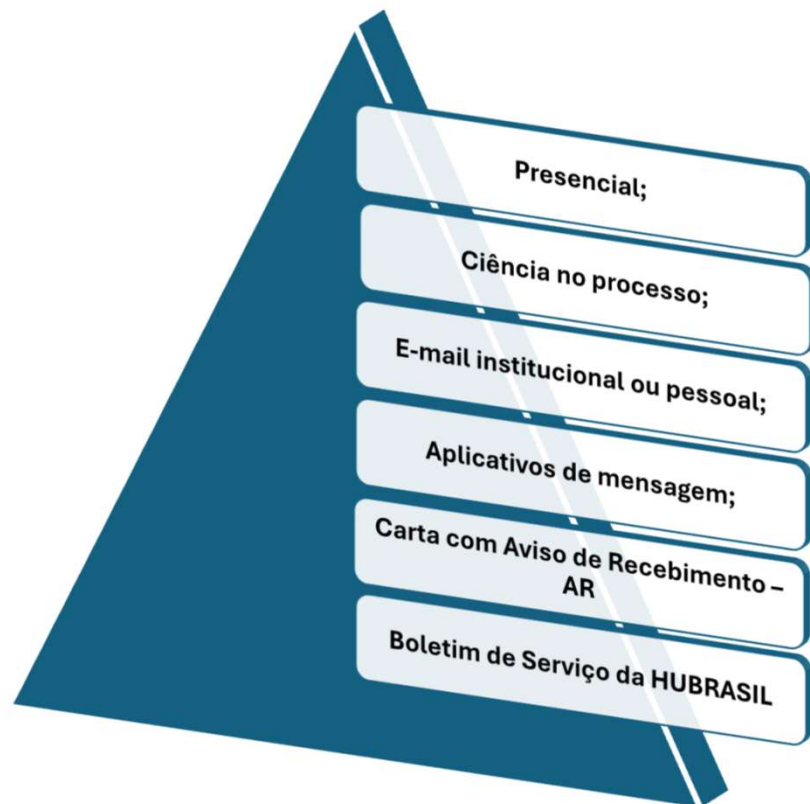 Presencial;
Ciência no processo;
E-mail institucional ou pessoal;
Aplicativos de mensagem;
Carta com Aviso de Recebimento –
AR
Boletim de Serviço da HUBRASIL